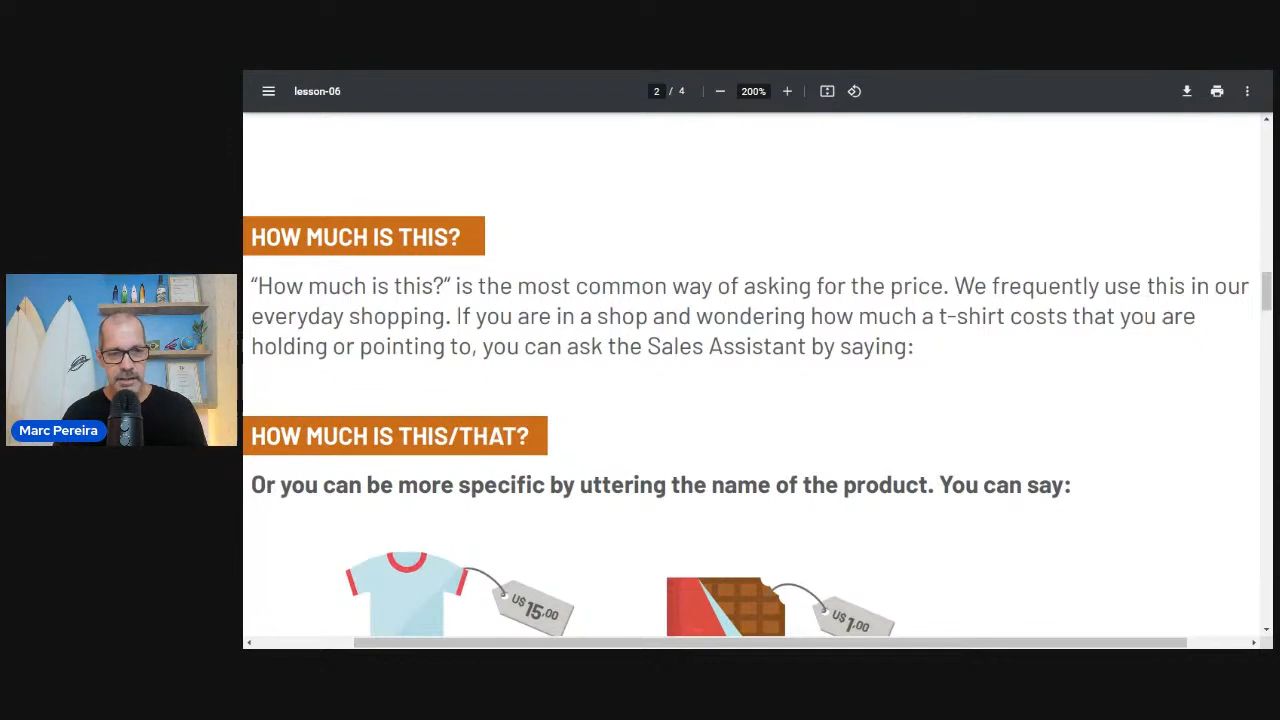 lesson-06
2 / 4
200%
HOW MUCH IS THIS?
“How much is this?” is the most common way of asking for the price. We frequently use this in our
everyday shopping. If you are in a shop and wondering how much a t-shirt costs that you are
holding or pointing to, you can ask the Sales Assistant by saying:
Marc Pereira
HOW MUCH IS THIS/THAT?
Or you can be more specific by uttering the name of the product. You can say:
U$ 15,00
U$ 1,00